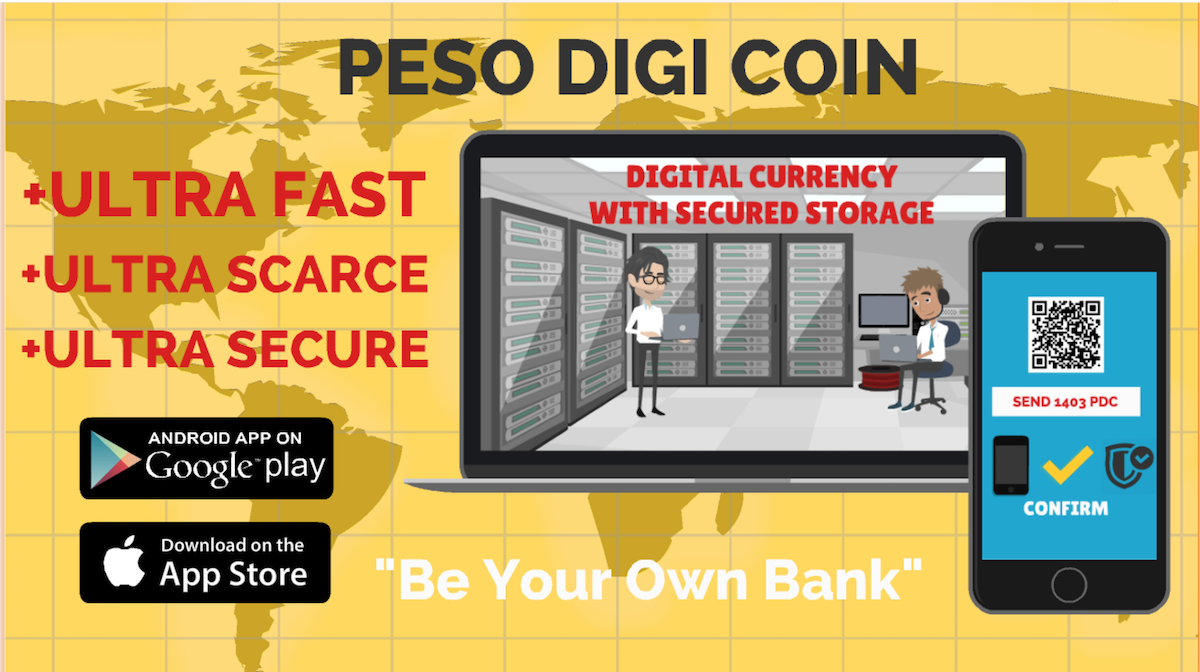 PESO DIGI COIN
+ULTRA FAST
+ULTRA SCARCE
+ULTRA SECURE
DIGITAL CURRENCY
WITH SECURED STORAGE
SEND 1403 PDC
CONFIRM
ANDROID APP ON
Google play
Download on the
App Store
"Be Your Own Bank"